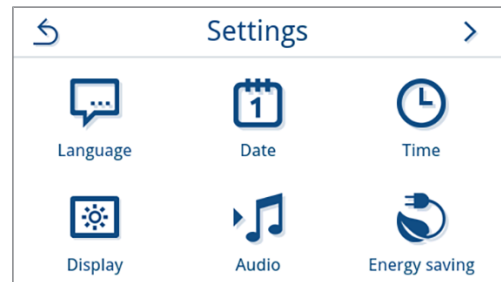 Settings
...
1
Language
Date
Time
Display
Audio
Energy saving